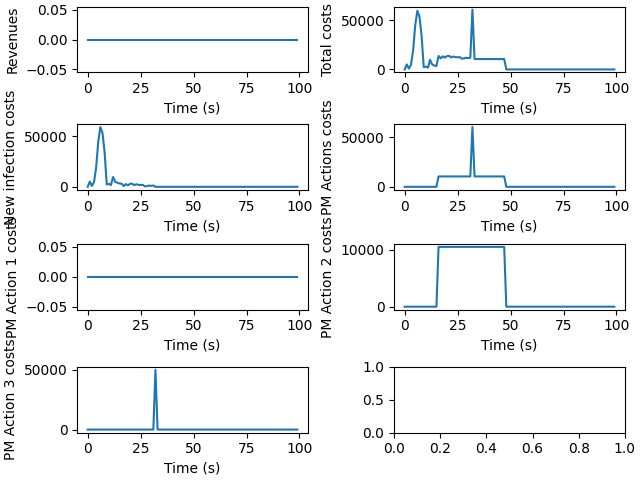 Revenues
0.05
0.00
−0.05
0 25 50 75 100
Time (s)
Total costs
50000
0
0 25 50 75 100
Time (s)
New infection costs
50000
0
0 25 50 75 100
Time (s)
PM Actions costs
50000
0
0 25 50 75 100
Time (s)
PM Action 1 costs
0.05
0.00
−0.05
0 25 50 75 100
Time (s)
PM Action 2 costs
10000
0
0 25 50 75 100
Time (s)
PM Action 3 costs
50000
0
0 25 50 75 100
Time (s)
1.0
0.5
0.0
0.0 0.2 0.4 0.6 0.8 1.0